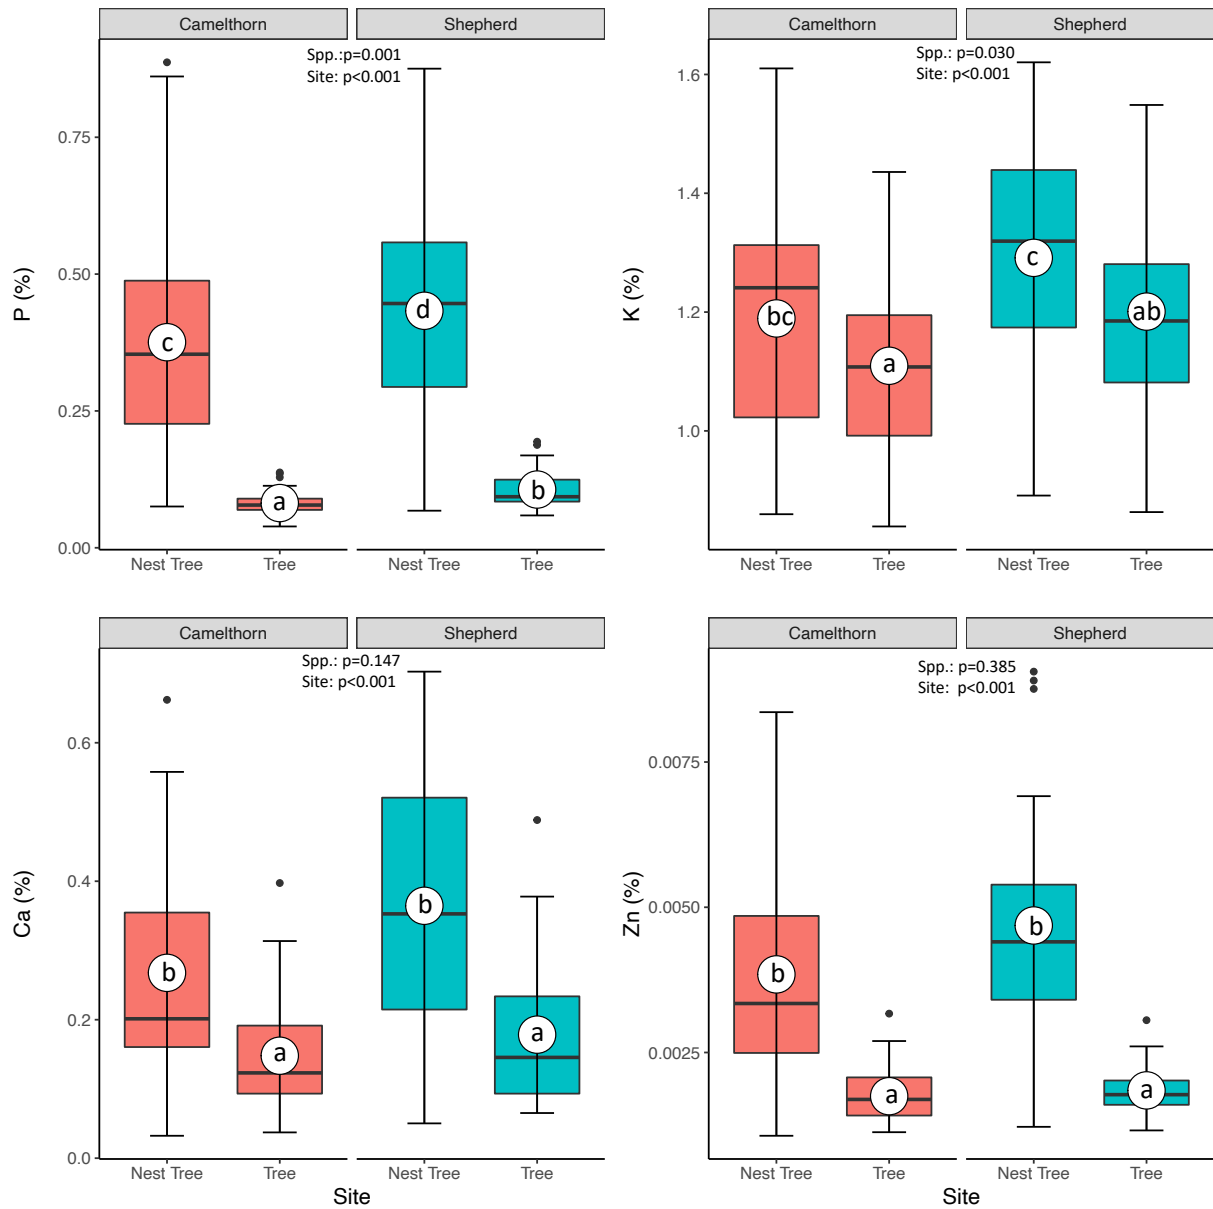 Camelthorn
Shepherd
Spp.:p=0.001
Site: p<0.001
P (%)
0.75
0.50
0.25
0.00
c
a
d
b
Nest Tree
Tree
Nest Tree
Tree
Camelthorn
Shepherd
Spp.: p=0.030
Site: p<0.001
K (%)
1.6
1.4
1.2
1.0
bc
a
c
ab
Nest Tree
Tree
Nest Tree
Tree
Camelthorn
Shepherd
Spp.: p=0.147
Site: p<0.001
Ca (%)
0.6
0.4
0.2
0.0
b
a
b
a
Nest Tree
Tree
Nest Tree
Tree
Site
Camelthorn
Shepherd
Spp.: p=0.385
Site: p<0.001
Zn (%)
0.0075
0.0050
0.0025
b
a
b
a
Nest Tree
Tree
Nest Tree
Tree
Site